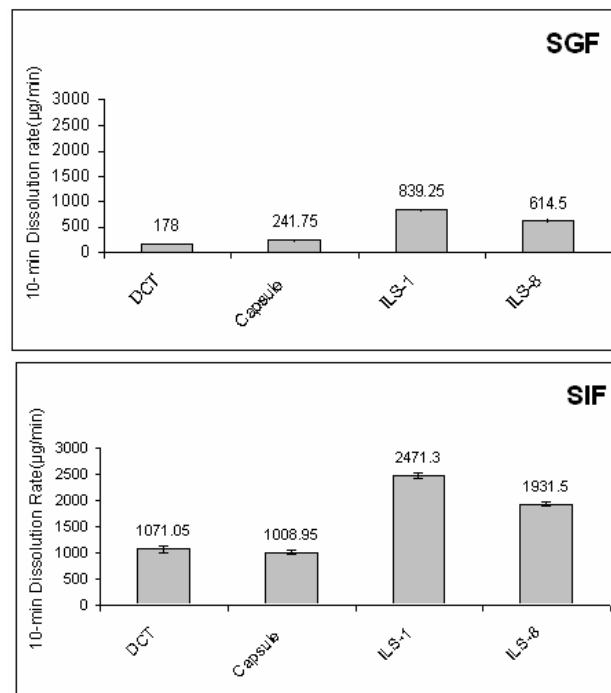 SGF
10-min Dissolution rate(µg/min)
3000
2500
2000
1500
1000
500
0
178
241.75
839.25
614.5
DCT
Capsule
ILS-1
ILS-8
SIF
10-min Dissolution Rate(µg/min)
3000
2500
2000
1500
1000
500
0
1071.05
1008.95
2471.3
1931.5
DCT
Capsule
ILS-1
ILS-8